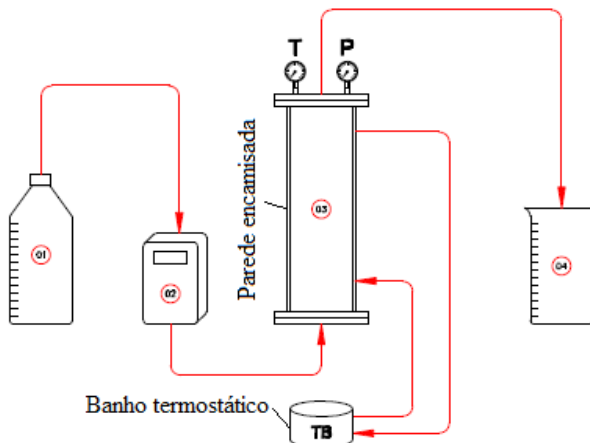 T
P
Parede encamisada
01
02
03
04
Banho termostático
TB